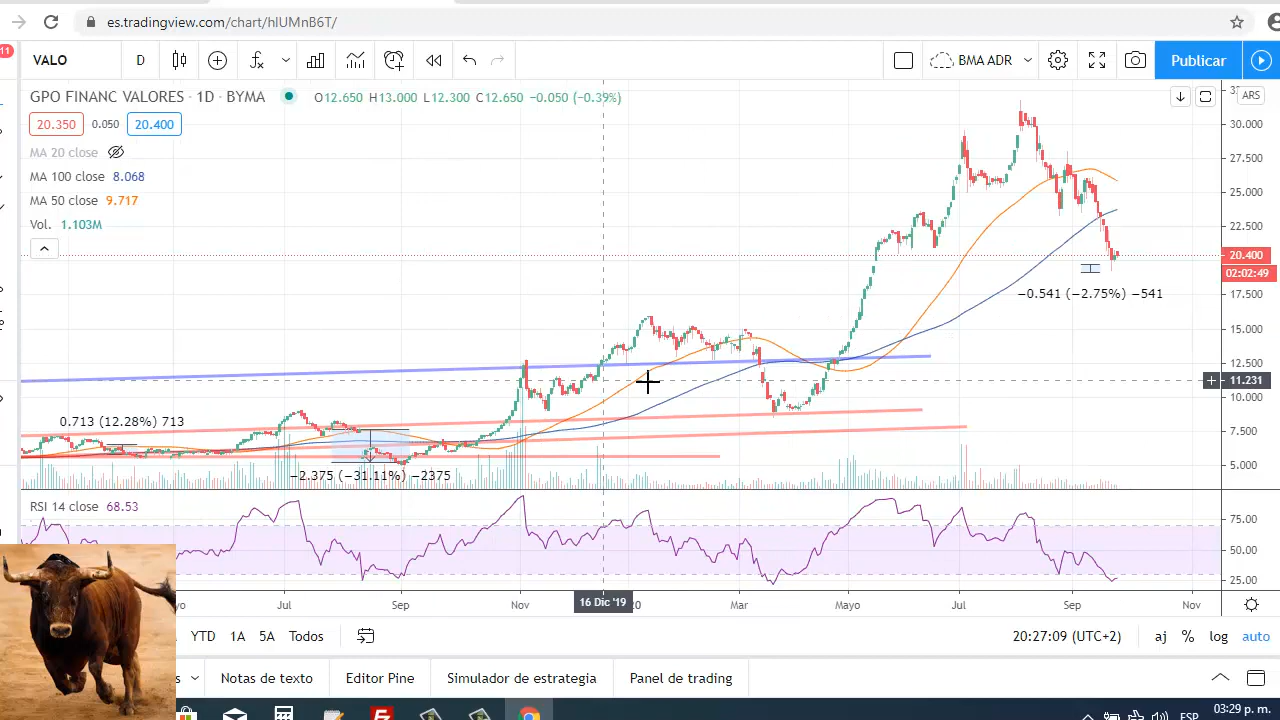 es.tradingview.com/chart/hIUMnB6T/
11
VALO D BMA ADR Publicar
GPO FINANC VALORES · 1D · BYMA O12.650 H13.000 L12.300 C12.650 −0.050 (−0.39%) ARS
20.350 0.050 20.400
MA 20 close
MA 100 close 8.068
MA 50 close 9.717
Vol. 1.103M
30.000
27.500
25.000
22.500
20.400
02:02:49
17.500
15.000
12.500
11.231
10.000
7.500
5.000
−0.541 (−2.75%) −541
0.713 (12.28%) 713
−2.375 (−31.11%) −2375
RSI 14 close 68.53
75.00
50.00
25.00
Jul Sep Nov 16 Dic '19 Mar Mayo Jul Sep Nov
YTD 1A 5A Todos 20:27:09 (UTC+2) aj % log auto
Notas de texto Editor Pine Simulador de estrategia Panel de trading
ESP 03:29 p. m.